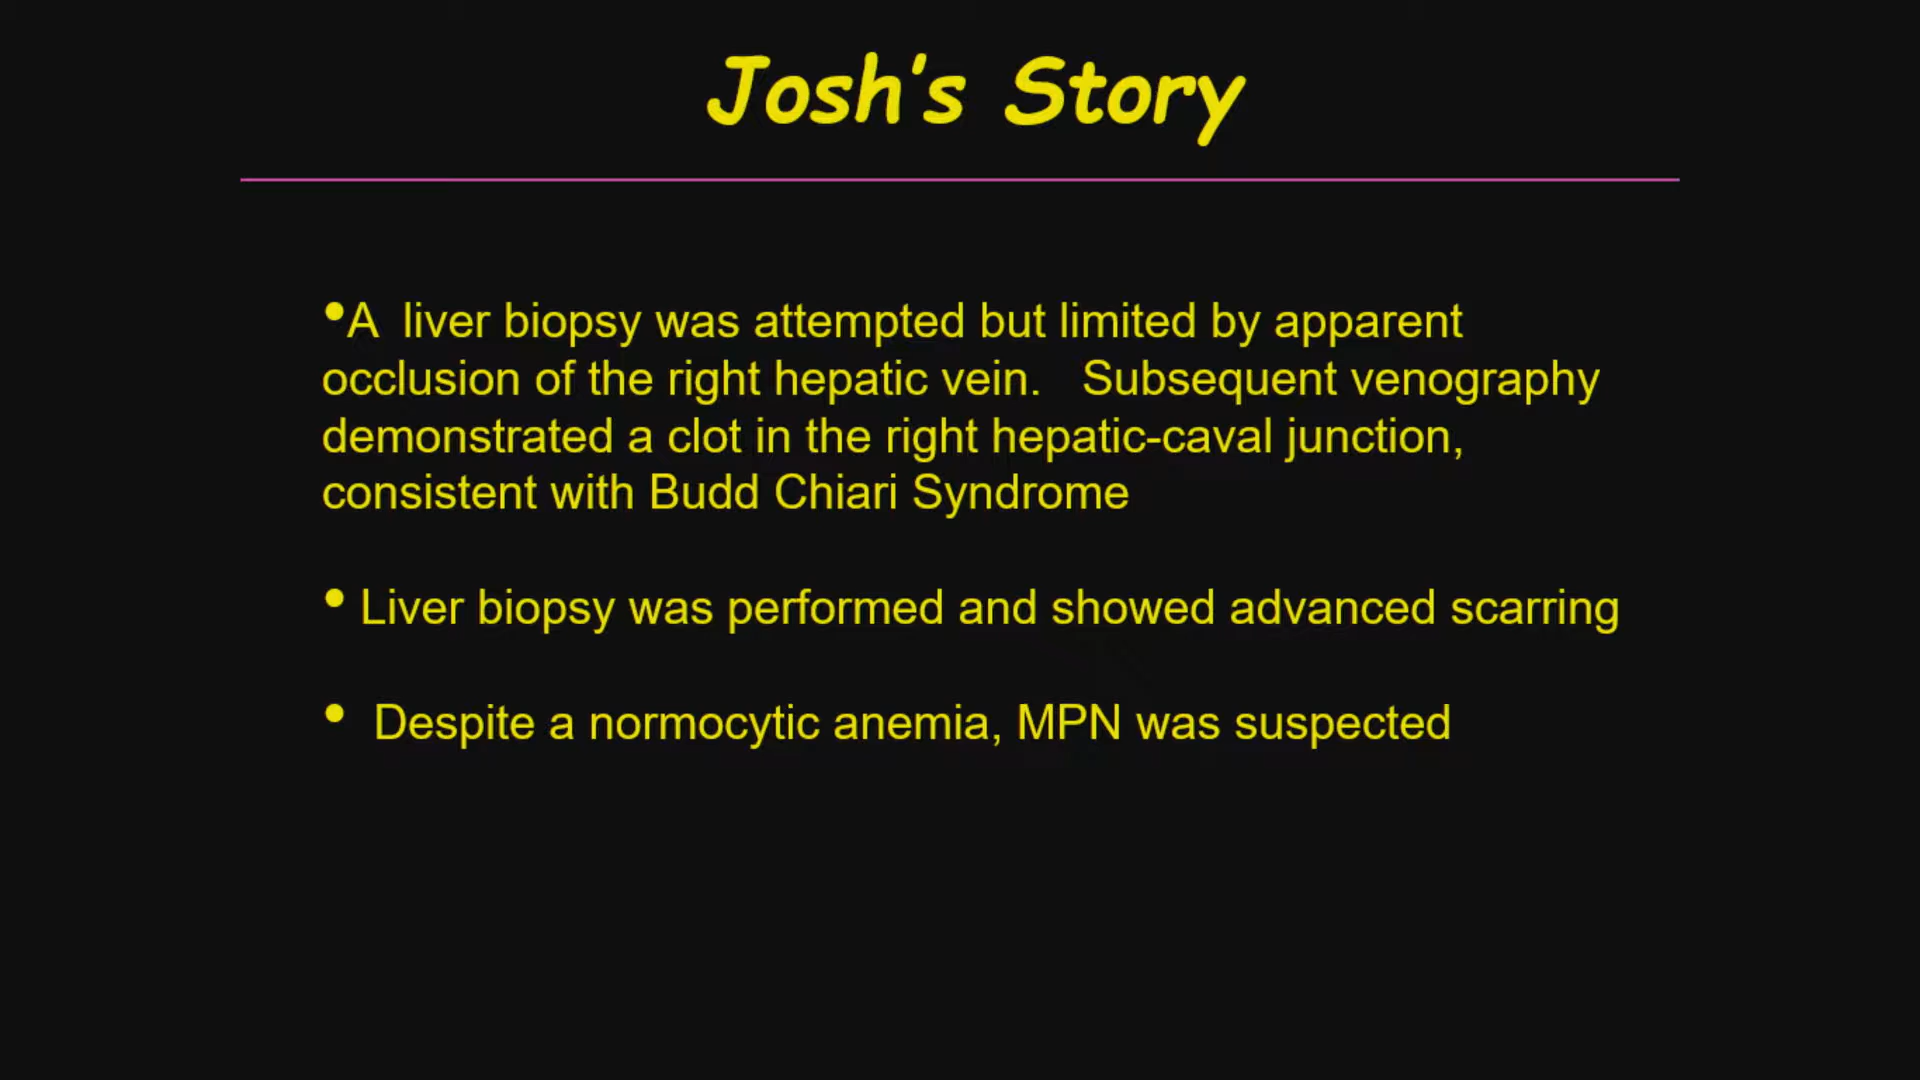 Josh's Story
•A liver biopsy was attempted but limited by apparent
occlusion of the right hepatic vein. Subsequent venography
demonstrated a clot in the right hepatic-caval junction,
consistent with Budd Chiari Syndrome
• Liver biopsy was performed and showed advanced scarring
• Despite a normocytic anemia, MPN was suspected